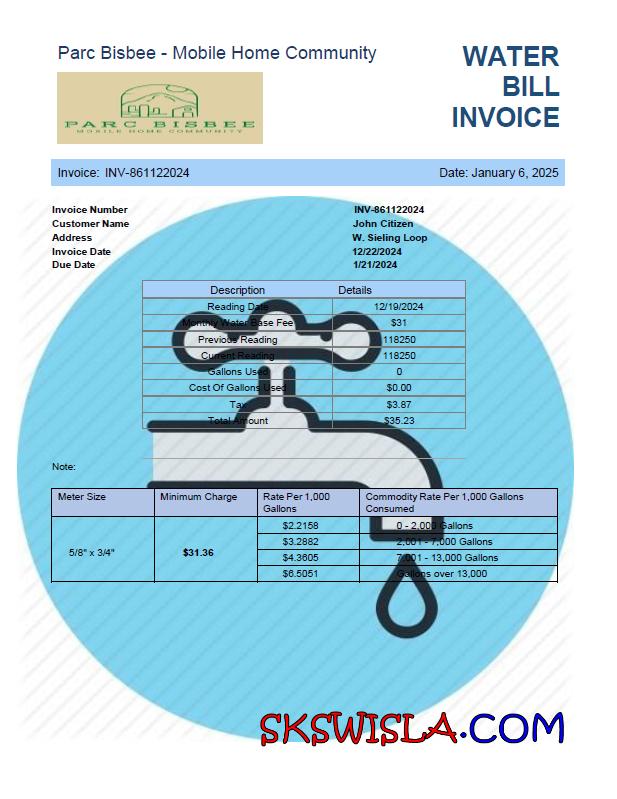 Parc Bisbee - Mobile Home Community
WATER
BILL
INVOICE
PARC BISBEE
MOBILE HOME COMMUNITY
Invoice: INV-861122024 Date: January 6, 2025
Invoice Number INV-861122024
Customer Name John Citizen
Address W. Sieling Loop
Invoice Date 12/22/2024
Due Date 1/21/2024
Description Details
Reading Date 12/19/2024
Monthly Water Base Fee $31
Previous Reading 118250
Current Reading 118250
Gallons Used 0
Cost Of Gallons Used $0.00
Tax $3.87
Total Amount $35.23
Note:
Meter Size Minimum Charge Rate Per 1,000 Gallons Commodity Rate Per 1,000 Gallons Consumed
5/8" x 3/4" $31.36
$2.2158 0 - 2,000 Gallons
$3.2882 2,001 - 7,000 Gallons
$4.3605 7,001 - 13,000 Gallons
$6.5051 Gallons over 13,000
SKSWISLA.COM